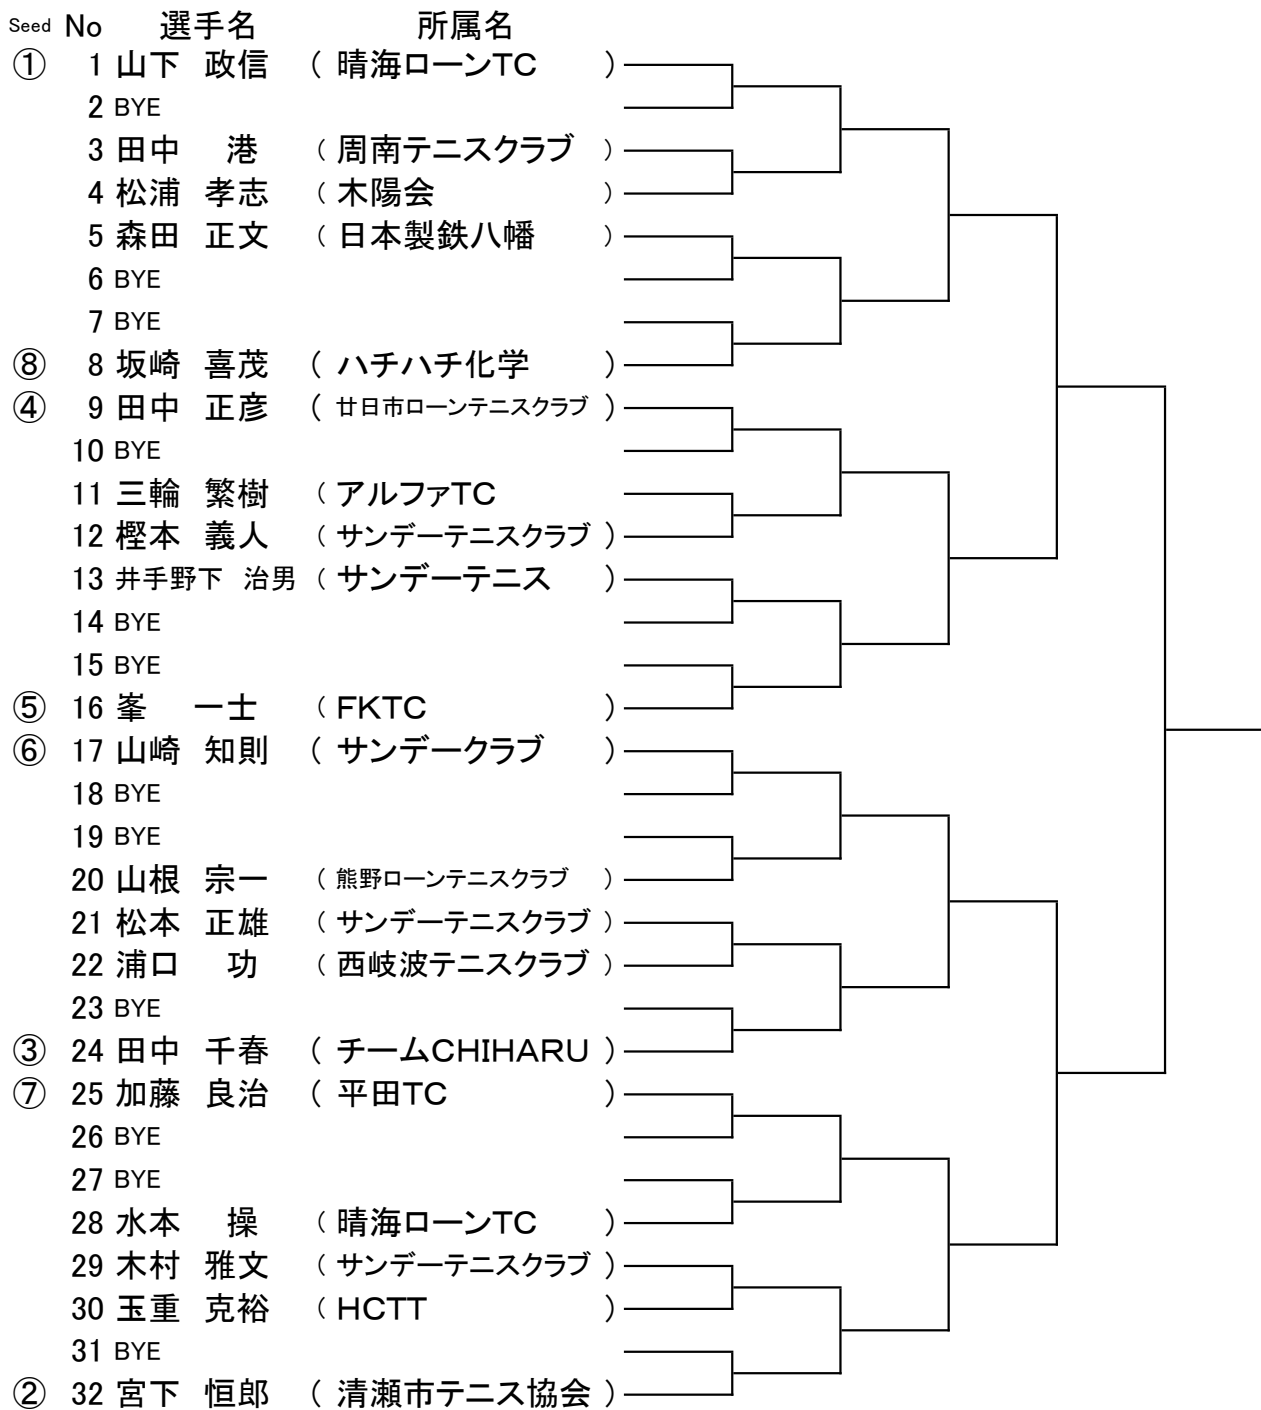 Seed No 選手名 所属名
① 1 山下 政信 ( 晴海ローンTC )
2 BYE
3 田中 港 ( 周南テニスクラブ )
4 松浦 孝志 ( 木陽会 )
5 森田 正文 ( 日本製鉄八幡 )
6 BYE
7 BYE
⑧ 8 坂崎 喜茂 ( ハチハチ化学 )
④ 9 田中 正彦 ( 廿日市ローンテニスクラブ )
10 BYE
11 三輪 繁樹 ( アルファTC
12 樫本 義人 ( サンデーテニスクラブ )
13 井手野下 治男 ( サンデーテニス )
14 BYE
15 BYE
⑤ 16 峯 一士 ( FKTC )
⑥ 17 山崎 知則 ( サンデークラブ )
18 BYE
19 BYE
20 山根 宗一 ( 熊野ローンテニスクラブ )
21 松本 正雄 ( サンデーテニスクラブ )
22 浦口 功 ( 西岐波テニスクラブ )
23 BYE
③ 24 田中 千春 ( チームCHIHARU )
⑦ 25 加藤 良治 ( 平田TC )
26 BYE
27 BYE
28 水本 操 ( 晴海ローンTC )
29 木村 雅文 ( サンデーテニスクラブ )
30 玉重 克裕 ( HCTT )
31 BYE
② 32 宮下 恒郎 ( 清瀬市テニス協会 )